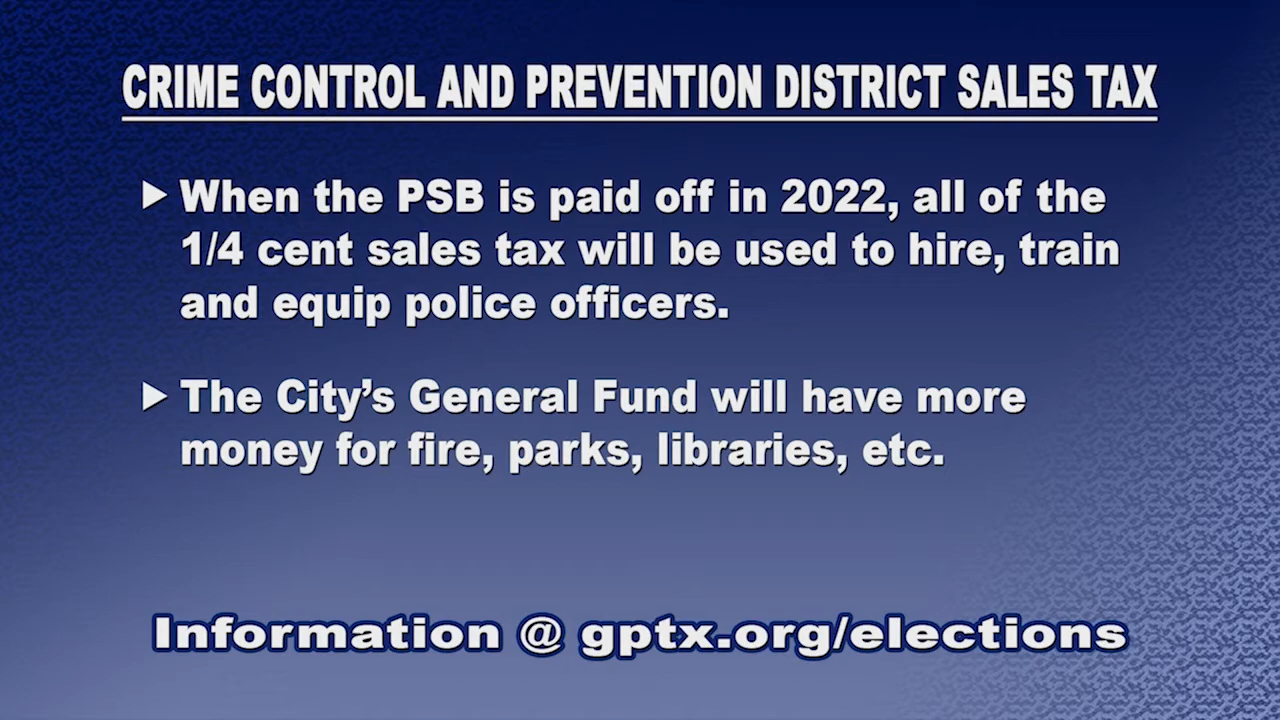 CRIME CONTROL AND PREVENTION DISTRICT SALES TAX
When the PSB is paid off in 2022, all of the
1/4 cent sales tax will be used to hire, train
and equip police officers.
The City’s General Fund will have more
money for fire, parks, libraries, etc.
Information @ gptx.org/elections